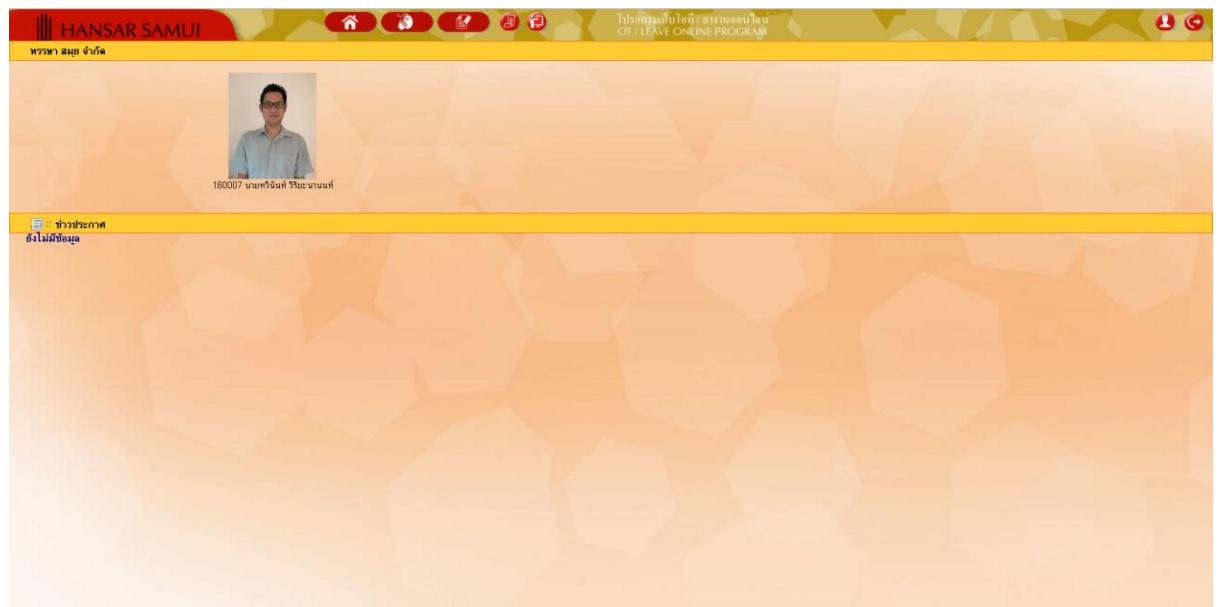 HANSAR SAMUI
โปรแกรมเก็บโอที / ลางานออนไลน์
OT / LEAVE ONLINE PROGRAM
หรรษา สมุย จำกัด
160007 นายทวินันท์ วิริยะนานนท์
:: ข่าวประกาศ
ยังไม่มีข้อมูล